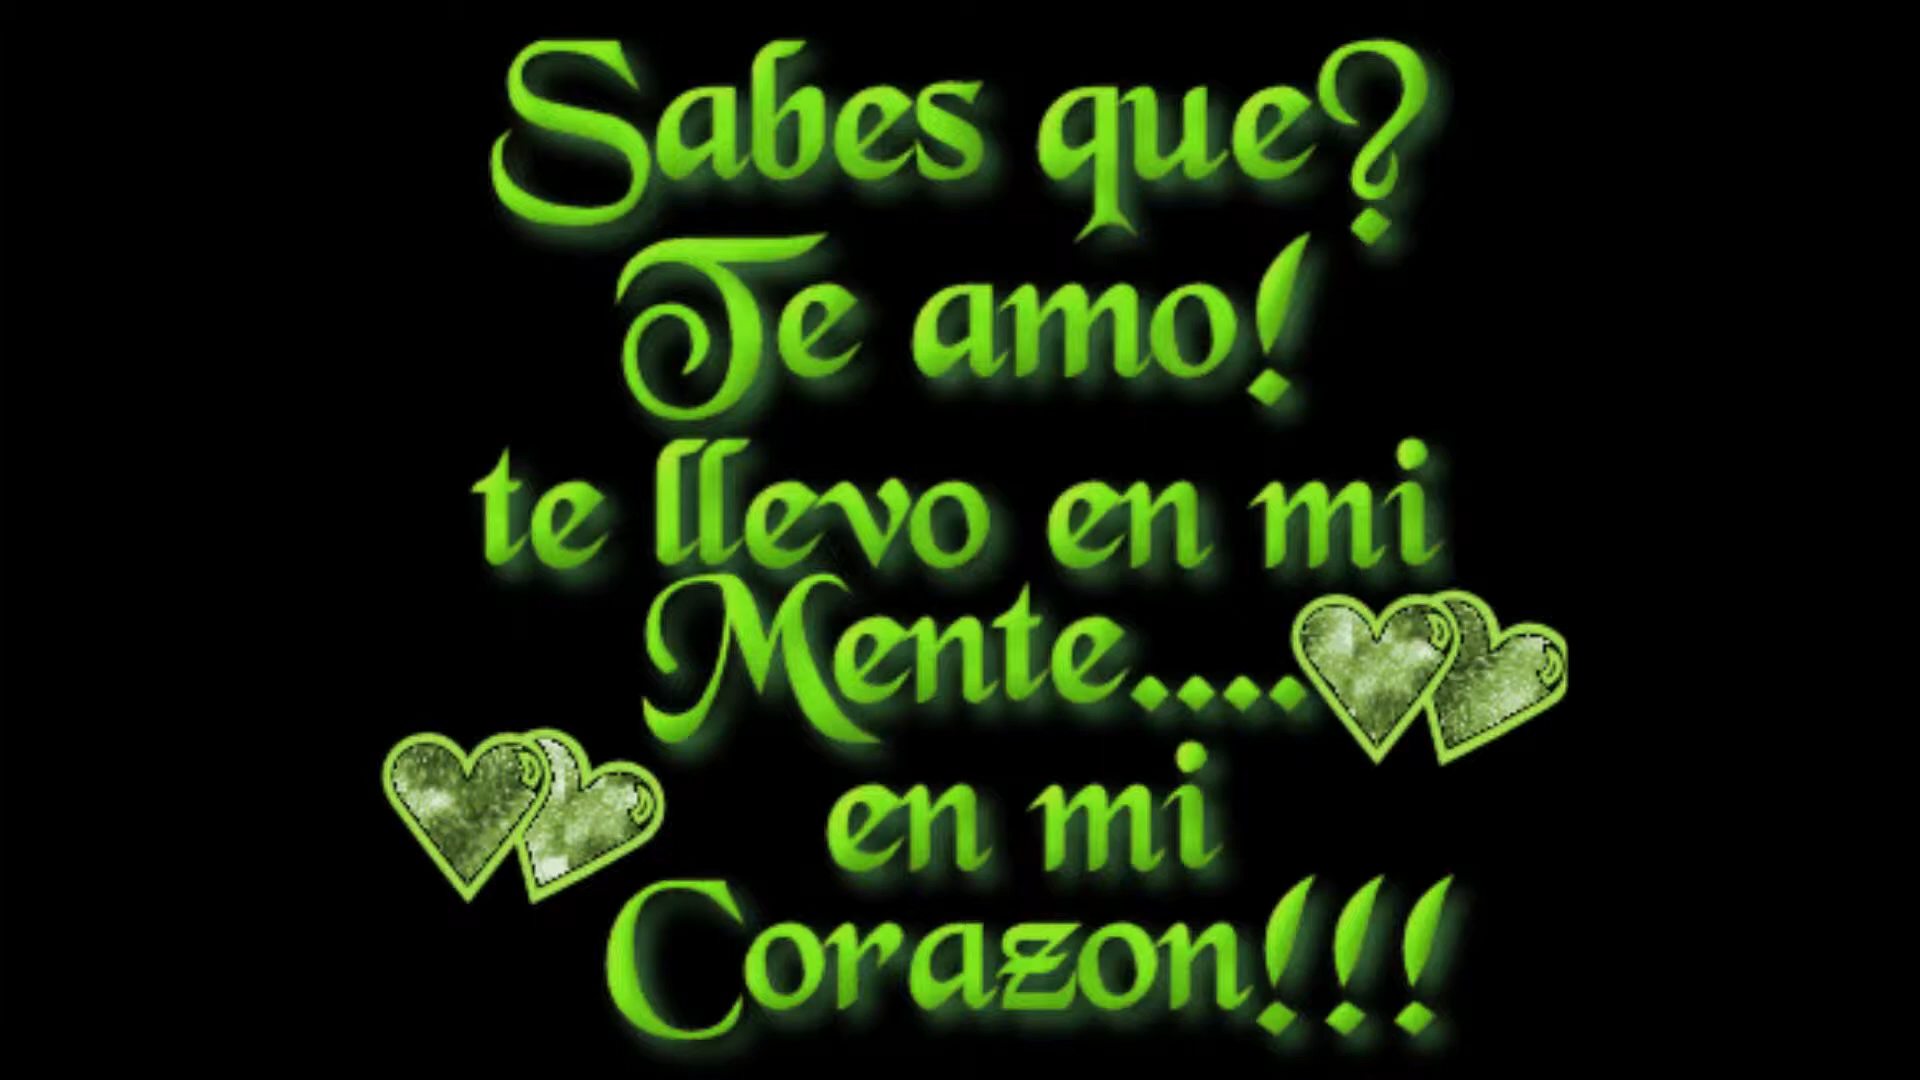 Sabes que?
Te amo!
te llevo en mi
Mente....
en mi
Corazon!!!